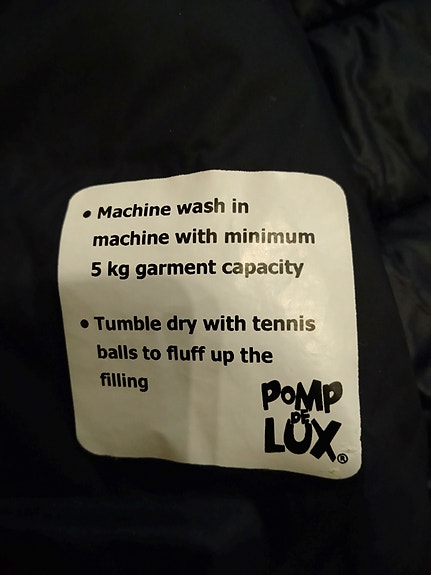 • Machine wash in
machine with minimum
5 kg garment capacity
• Tumble dry with tennis
balls to fluff up the
filling
POMP
DE
LUX®